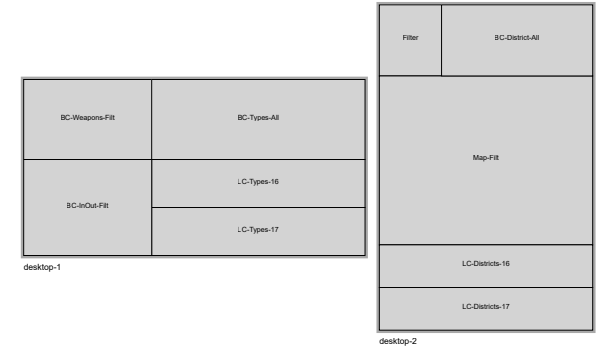 BC-Weapons-Filt
BC-Types-All
BC-InOut-Filt
LC-Types-16
LC-Types-17
desktop-1
Filter
BC-District-All
Map-Filt
LC-Districts-16
LC-Districts-17
desktop-2